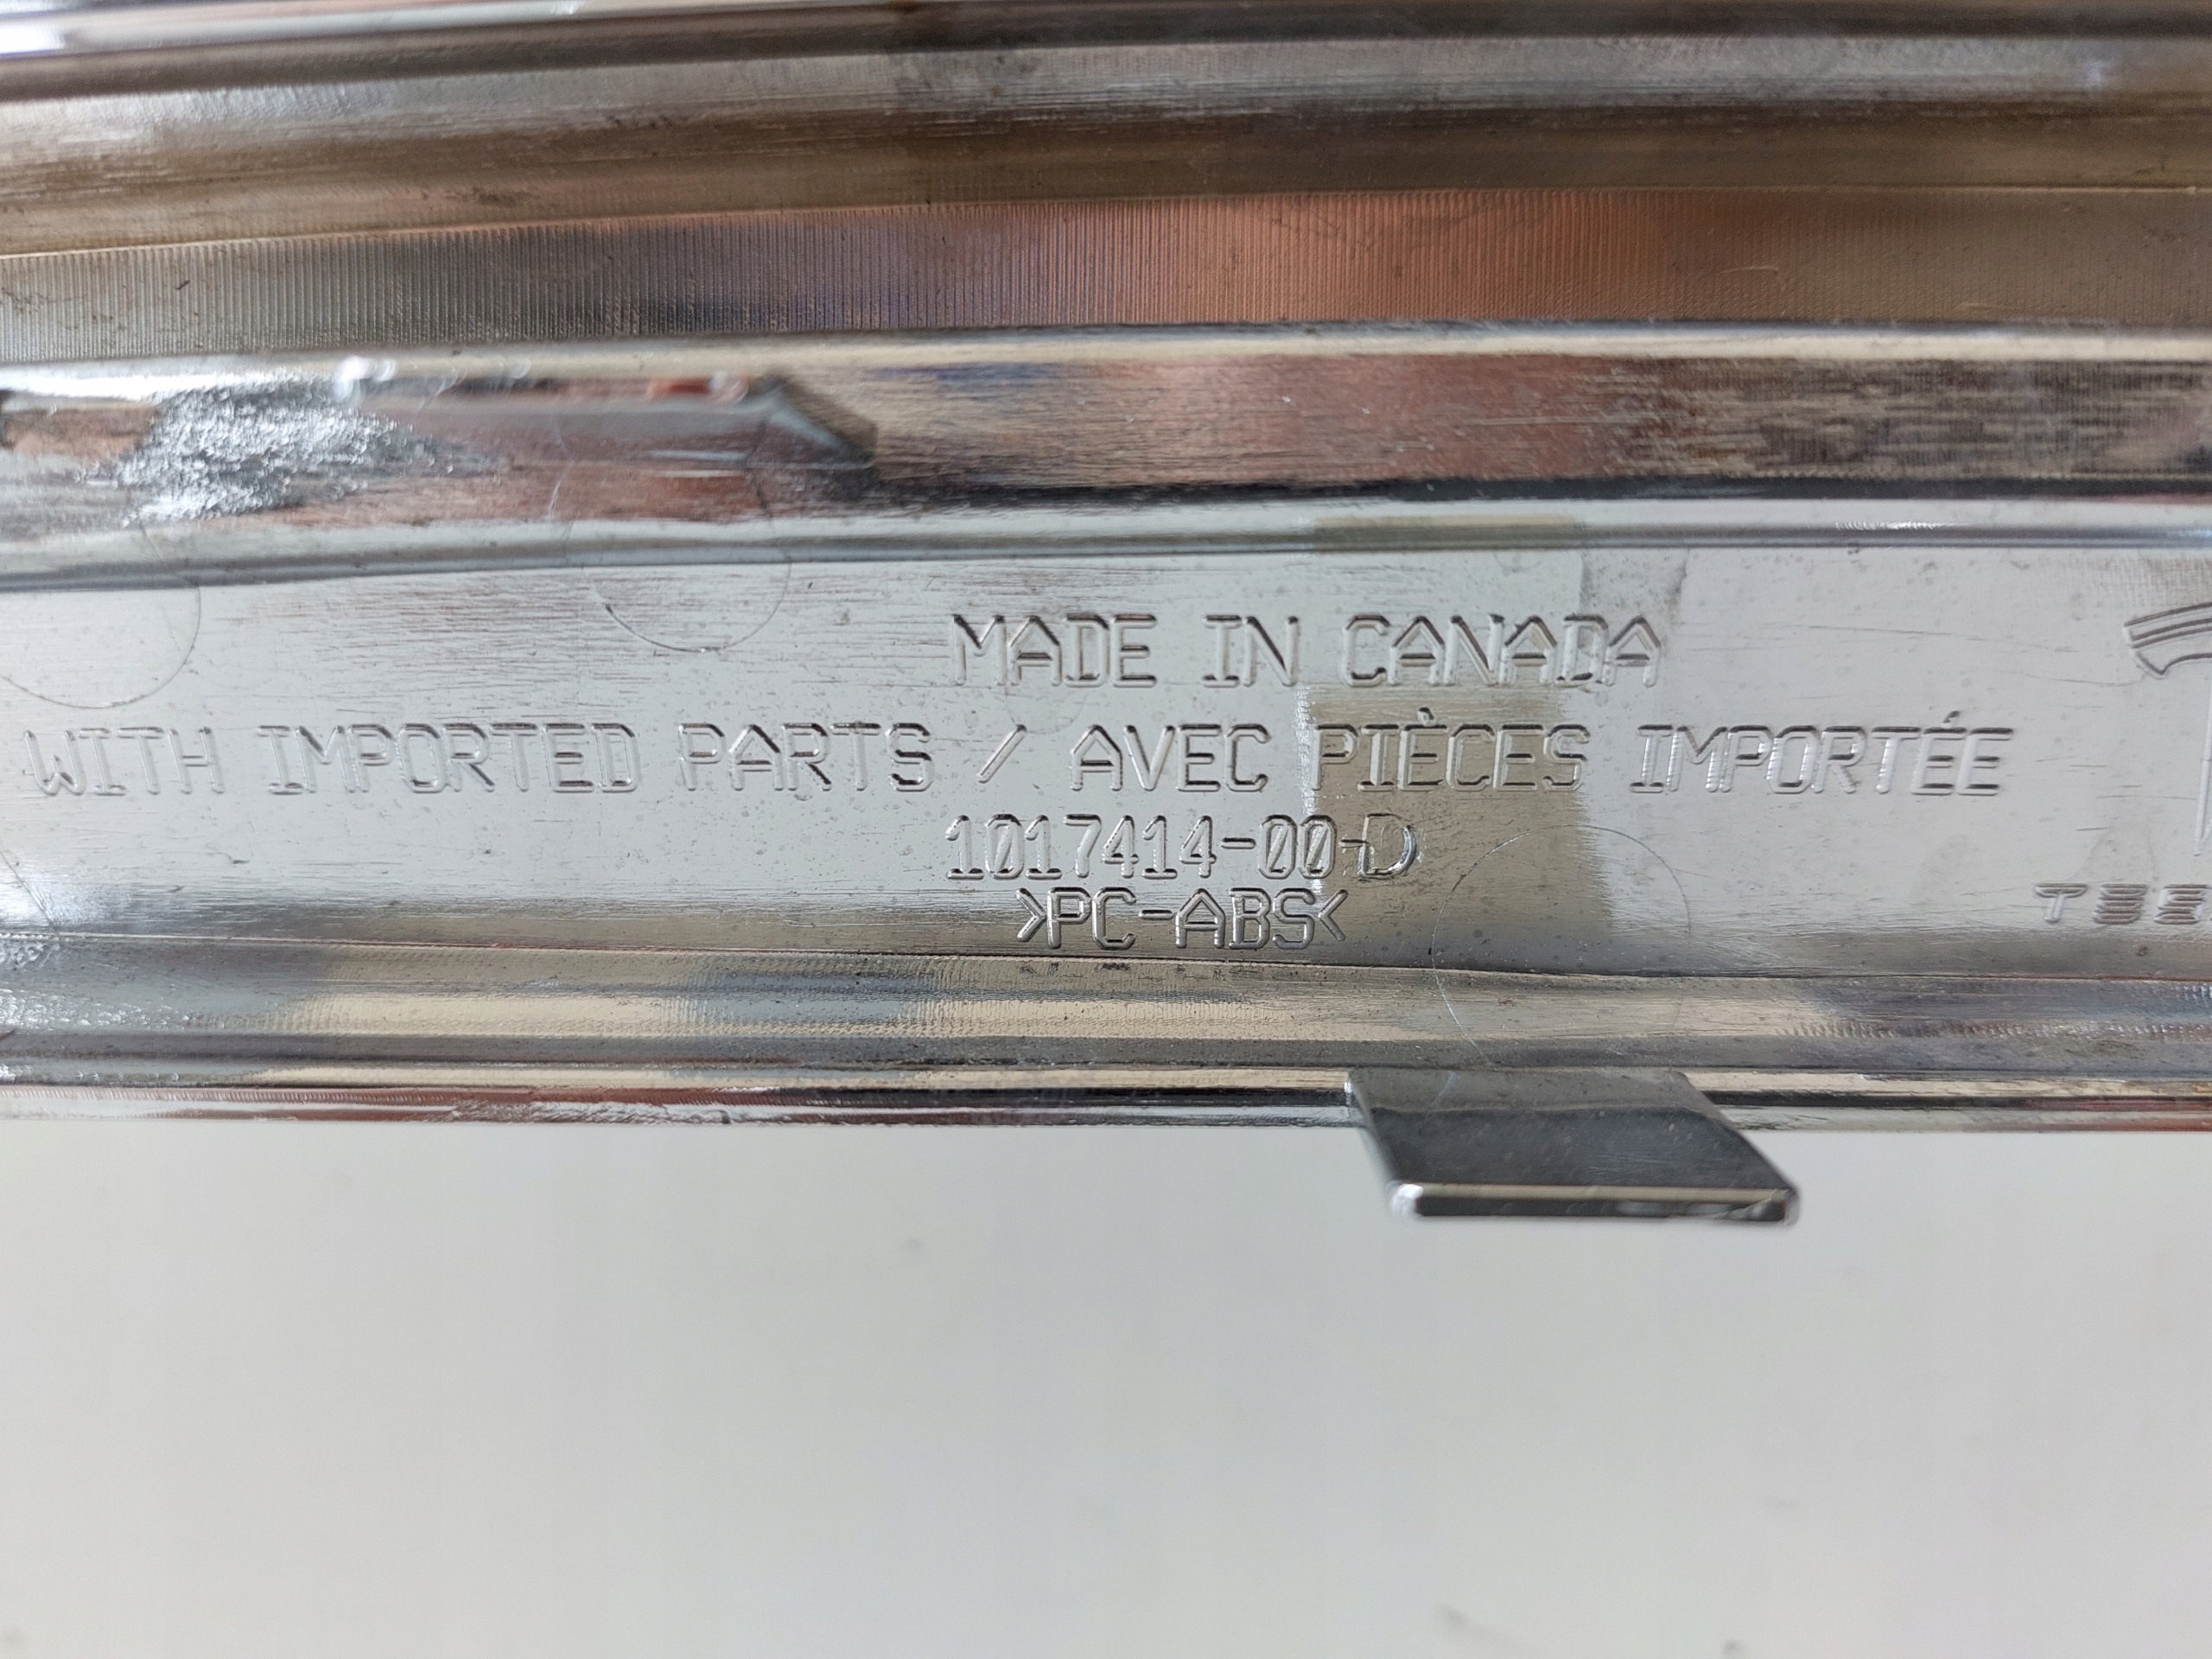 MADE IN CANADA
WITH IMPORTED PARTS / AVEC PIÈCES IMPORTÉE
1017414-00-D
>PC-ABS<